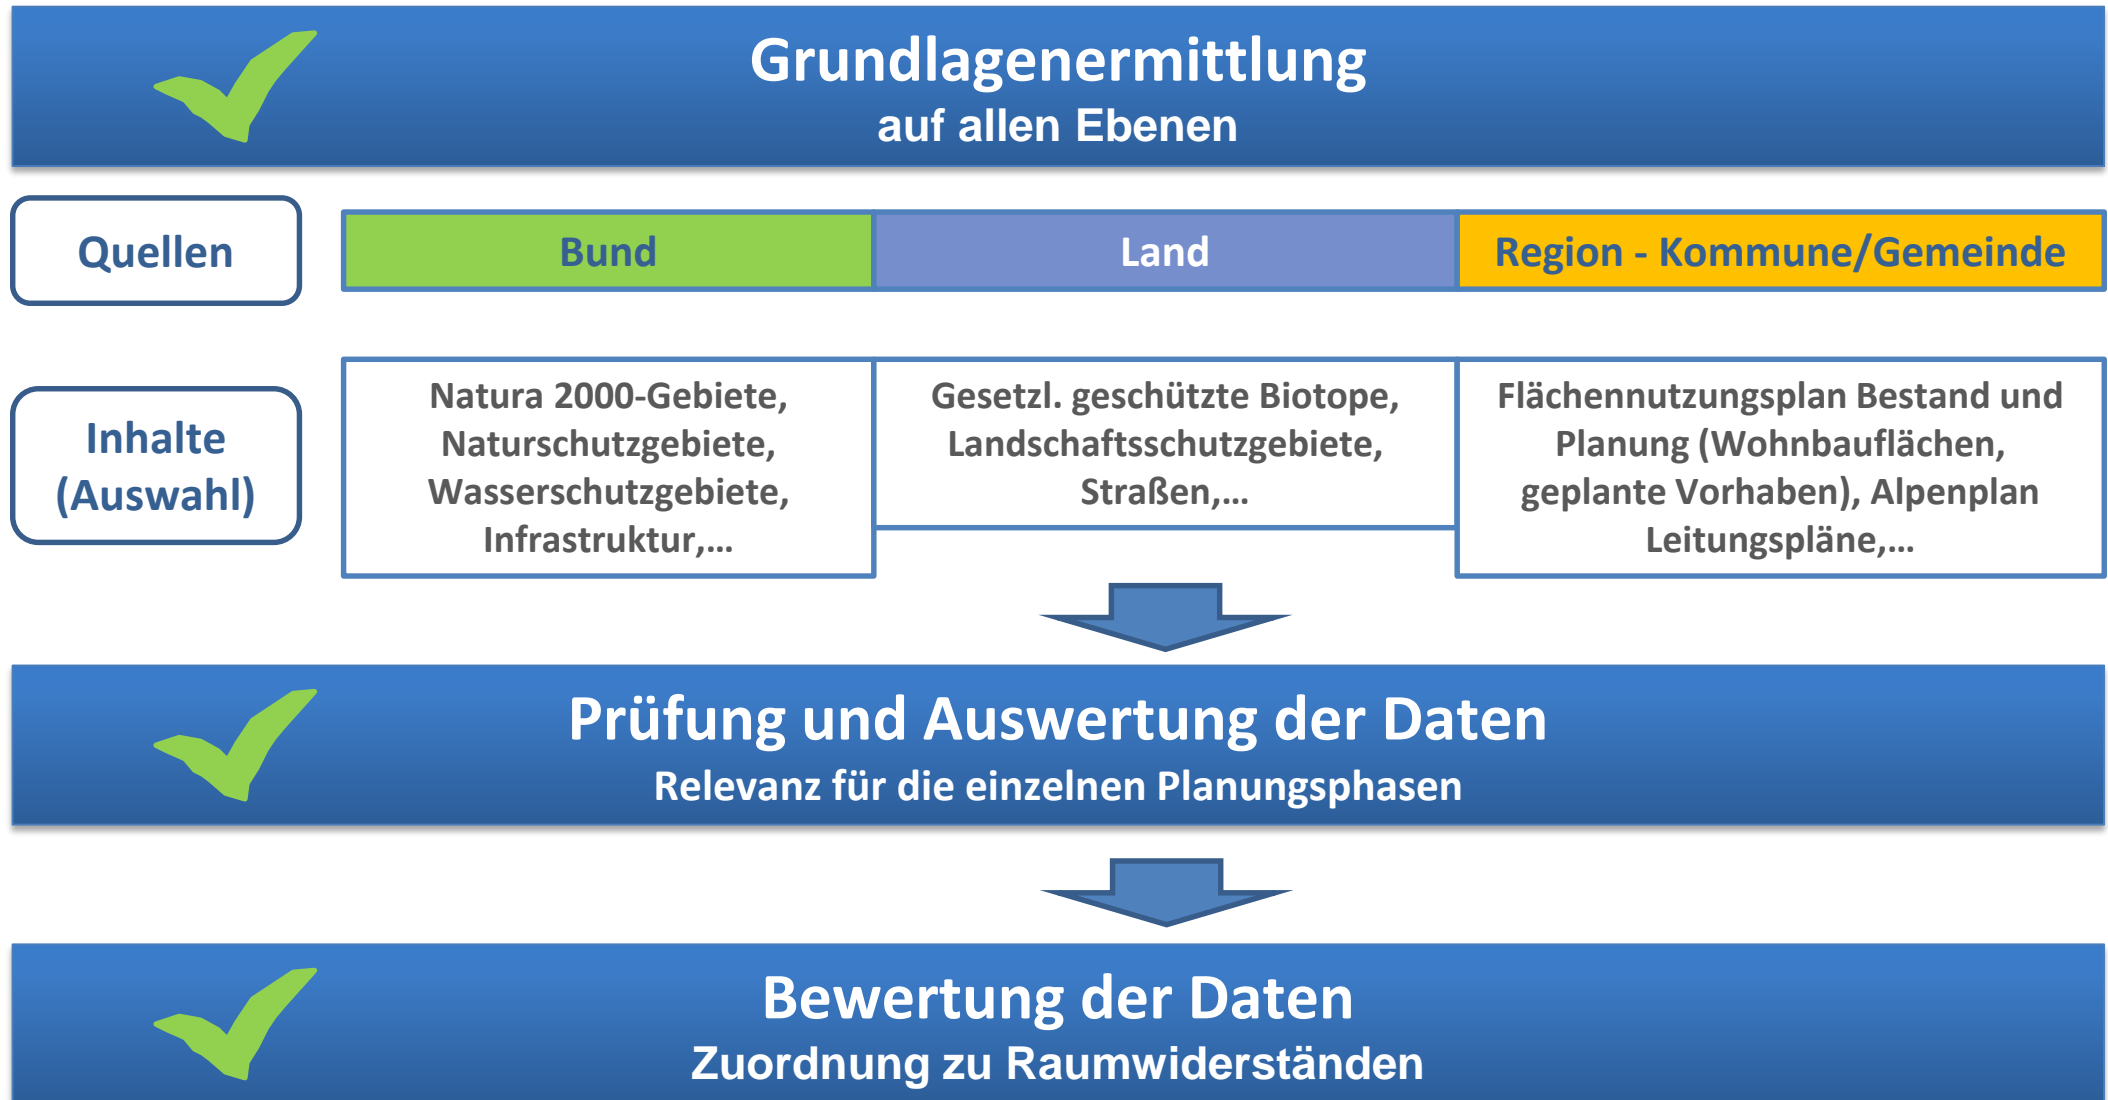 Grundlagenermittlung
auf allen Ebenen
Quellen
Bund
Land
Region - Kommune/Gemeinde
Inhalte
(Auswahl)
Natura 2000-Gebiete,
Naturschutzgebiete,
Wasserschutzgebiete,
Infrastruktur,...
Gesetzl. geschützte Biotope,
Landschaftsschutzgebiete,
Straßen,...
Flächennutzungsplan Bestand und
Planung (Wohnbauflächen,
geplante Vorhaben), Alpenplan
Leitungspläne,...
Prüfung und Auswertung der Daten
Relevanz für die einzelnen Planungsphasen
Bewertung der Daten
Zuordnung zu Raumwiderständen